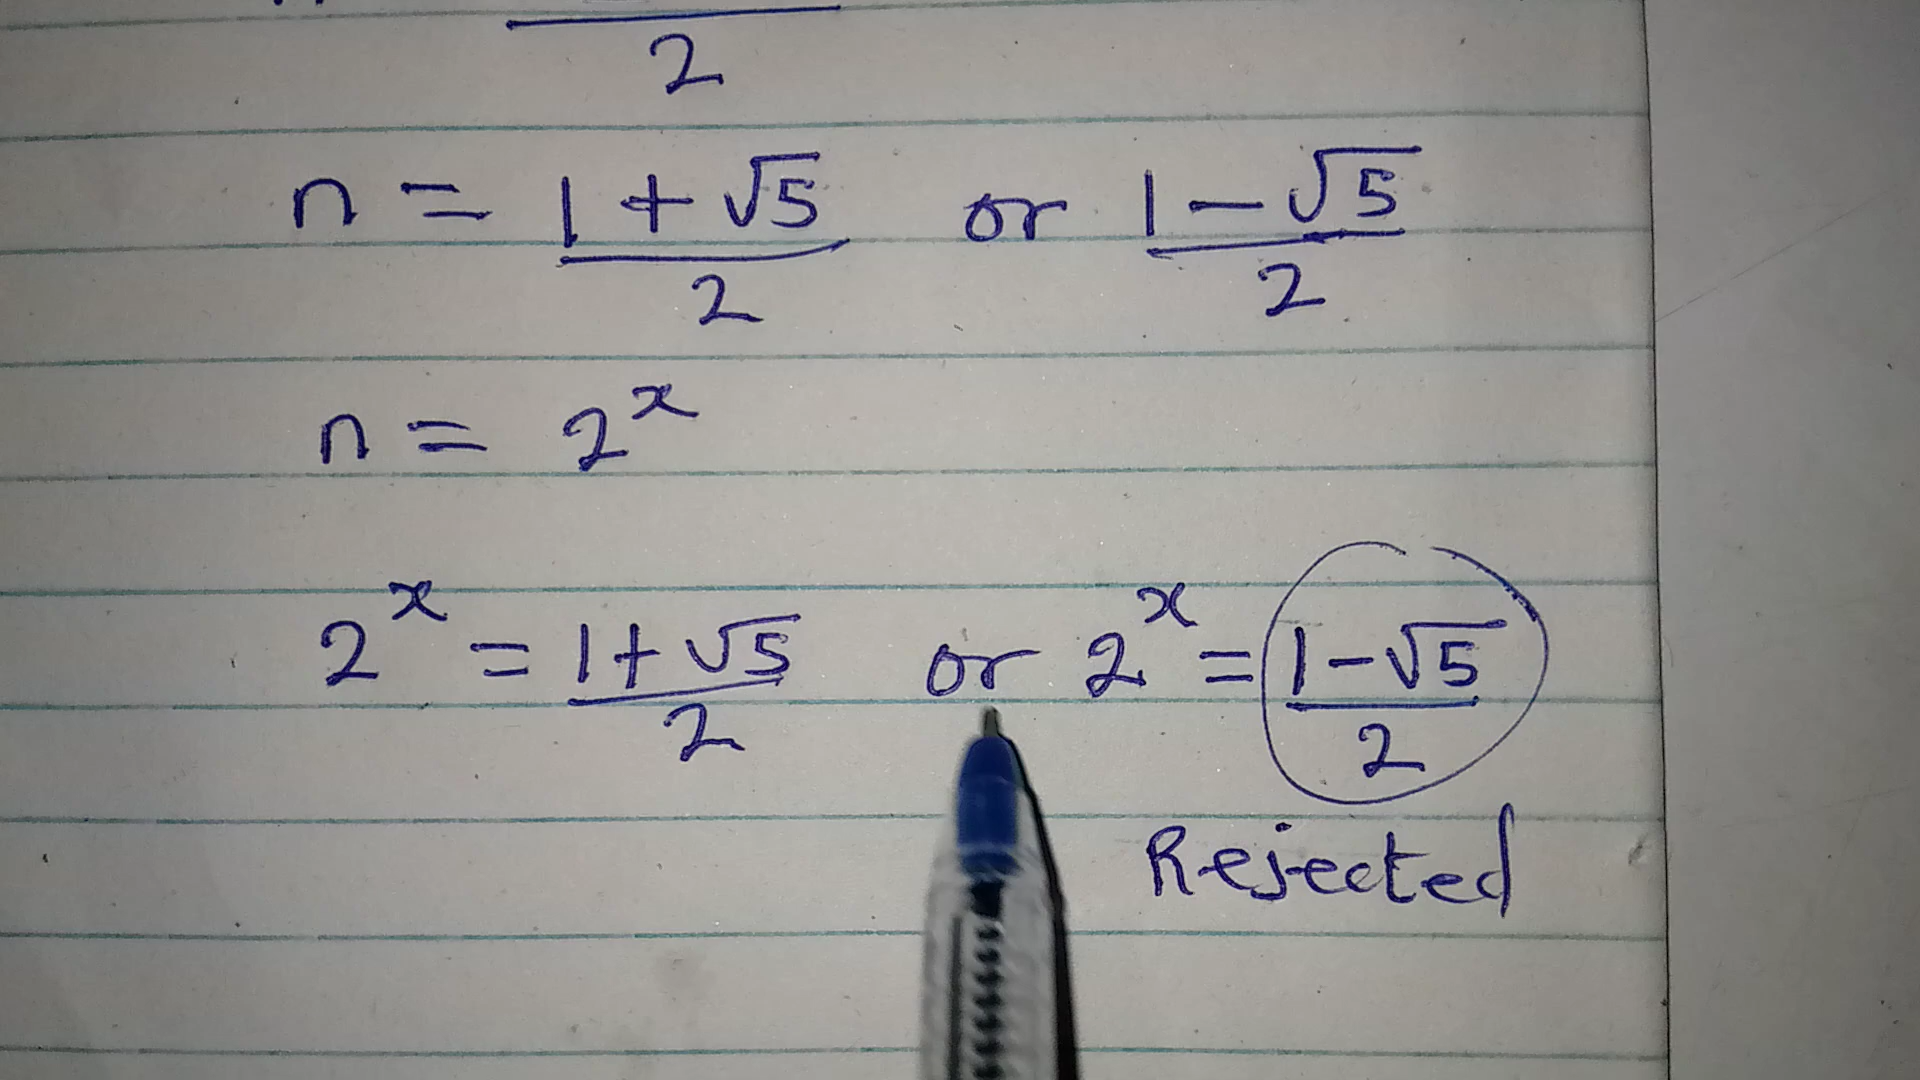 2
n = 1 + √5 / 2 or 1 - √5 / 2
n = 2^x
2^x = 1 + √5 / 2 or 2^x = 1 - √5 / 2
Rejected